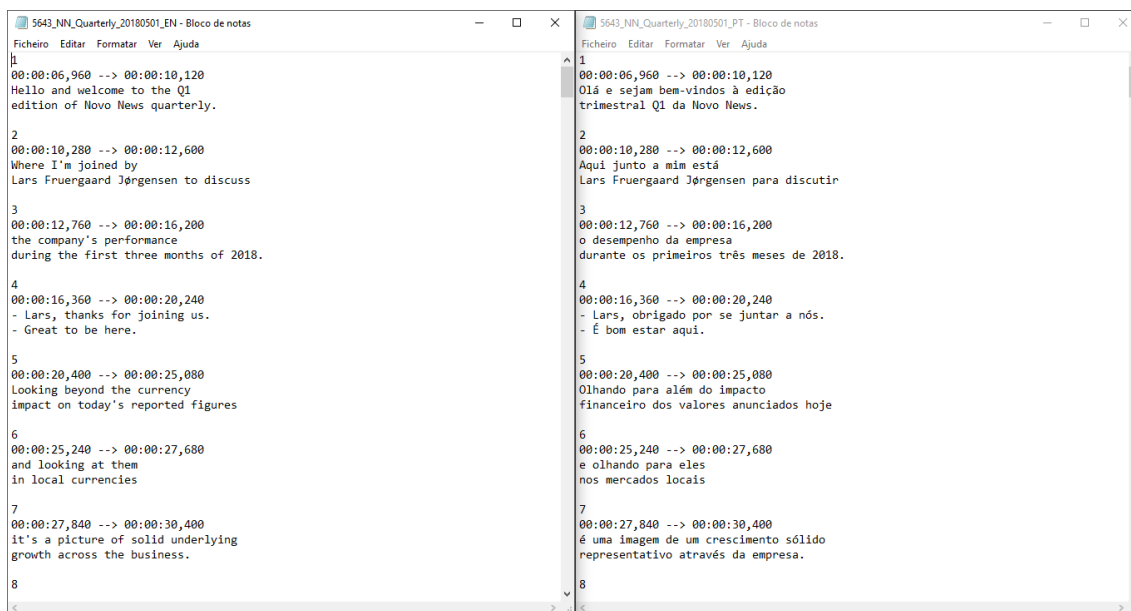 5643_NN_Quarterly_20180501_EN - Bloco de notas
Ficheiro Editar Formatar Ver Ajuda
1
00:00:06,960 --> 00:00:10,120
Hello and welcome to the Q1
edition of Novo News quarterly.
2
00:00:10,280 --> 00:00:12,600
Where I'm joined by
Lars Fruergaard Jørgensen to discuss
3
00:00:12,760 --> 00:00:16,200
the company's performance
during the first three months of 2018.
4
00:00:16,360 --> 00:00:20,240
- Lars, thanks for joining us.
- Great to be here.
5
00:00:20,400 --> 00:00:25,080
Looking beyond the currency
impact on today's reported figures
6
00:00:25,240 --> 00:00:27,680
and looking at them
in local currencies
7
00:00:27,840 --> 00:00:30,400
it's a picture of solid underlying
growth across the business.
8
5643_NN_Quarterly_20180501_PT - Bloco de notas
Ficheiro Editar Formatar Ver Ajuda
1
00:00:06,960 --> 00:00:10,120
Olá e sejam bem-vindos à edição
trimestral Q1 da Novo News.
2
00:00:10,280 --> 00:00:12,600
Aqui junto a mim está
Lars Fruergaard Jørgensen para discutir
3
00:00:12,760 --> 00:00:16,200
o desempenho da empresa
durante os primeiros três meses de 2018.
4
00:00:16,360 --> 00:00:20,240
- Lars, obrigado por se juntar a nós.
- É bom estar aqui.
5
00:00:20,400 --> 00:00:25,080
Olhando para além do impacto
financeiro dos valores anunciados hoje
6
00:00:25,240 --> 00:00:27,680
e olhando para eles
nos mercados locais
7
00:00:27,840 --> 00:00:30,400
é uma imagem de um crescimento sólido
representativo através da empresa.
8